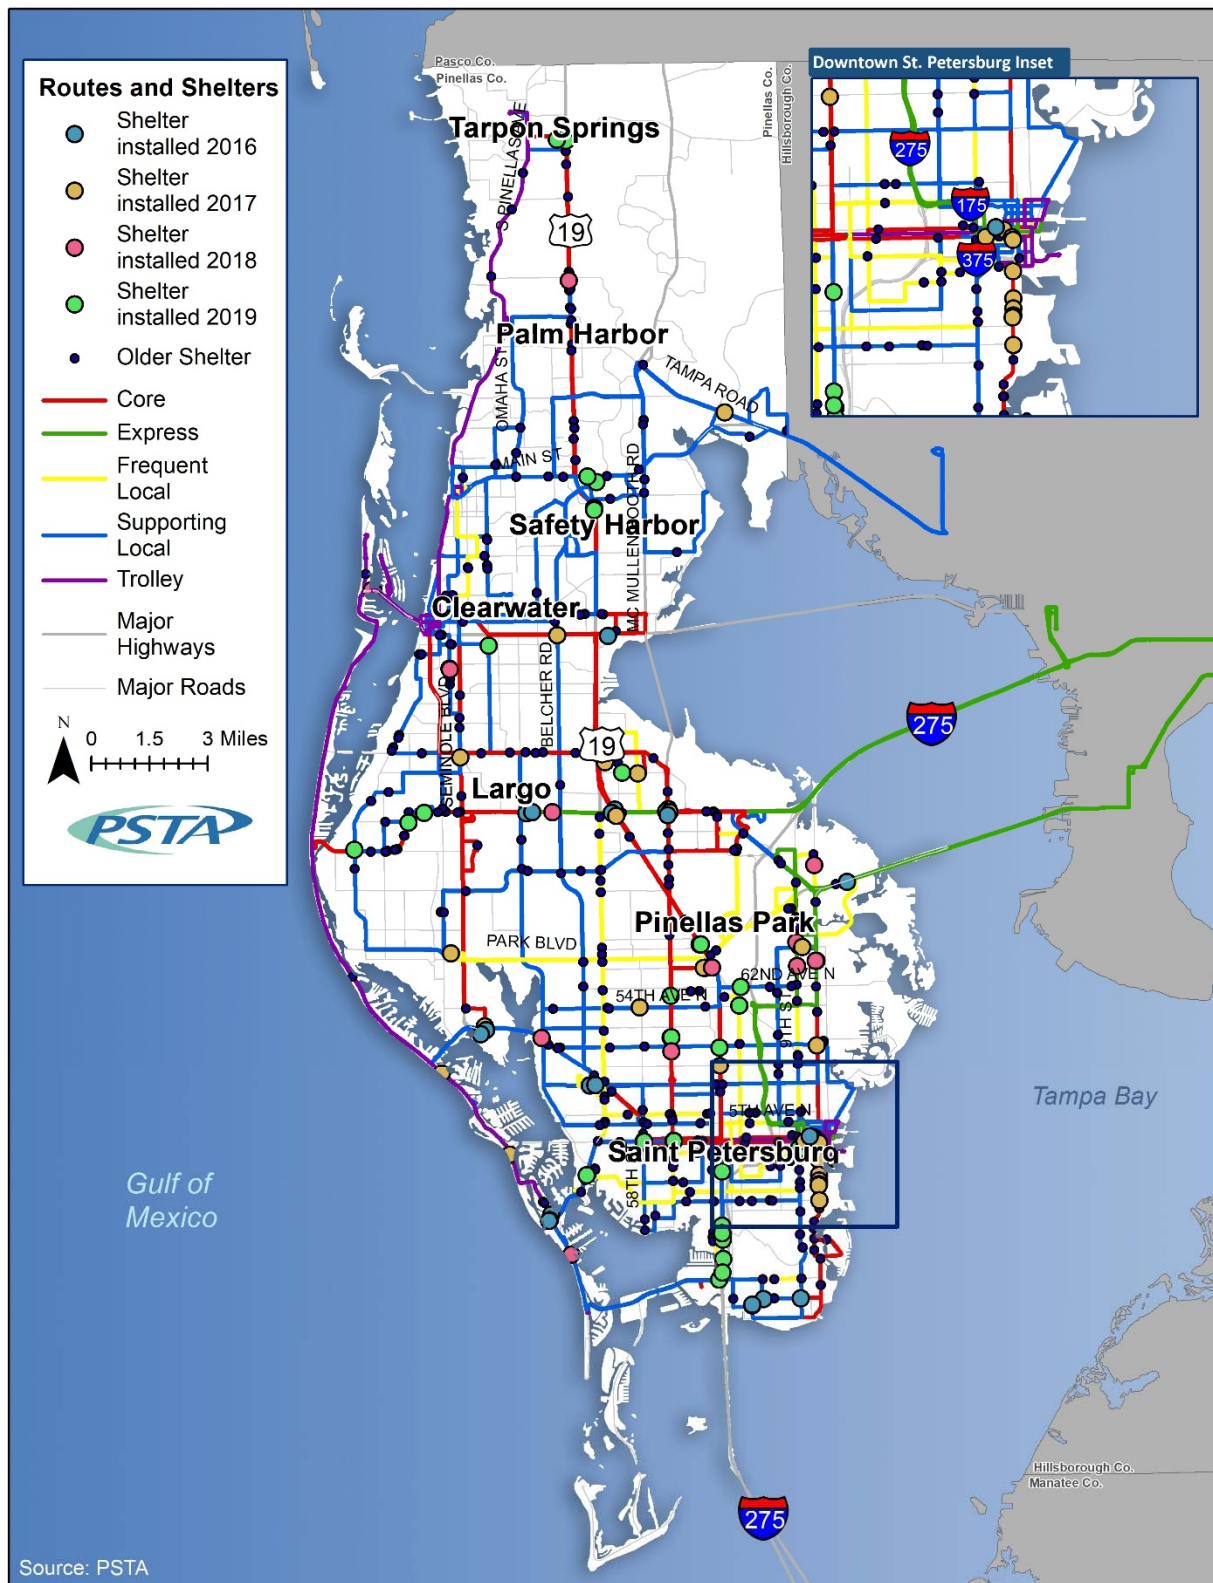 Pasco Co.
Pinellas Co.
Pinellas Co.
Hillsborough Co.
Downtown St. Petersburg Inset
275
175
375
Routes and Shelters
Shelter
installed 2016
Shelter
installed 2017
Shelter
installed 2018
Shelter
installed 2019
Older Shelter
Core
Express
Frequent
Local
Supporting
Local
Trolley
Major
Highways
Major Roads
N
0 1.5 3 Miles
PSTA
Tarpon Springs
S PINELLAS AVE
19
Palm Harbor
OMAHA ST
TAMPA ROAD
MAIN ST
MC MULLEN BOOTH RD
Safety Harbor
Clearwater
SEMINOLE BLVD
BELCHER RD
19
275
Largo
Pinellas Park
PARK BLVD
62ND AVE N
54TH AVE N
9TH S
5TH AVE N
Saint Petersburg
58TH
Tampa Bay
Gulf of
Mexico
Hillsborough Co.
Manatee Co.
275
Source: PSTA